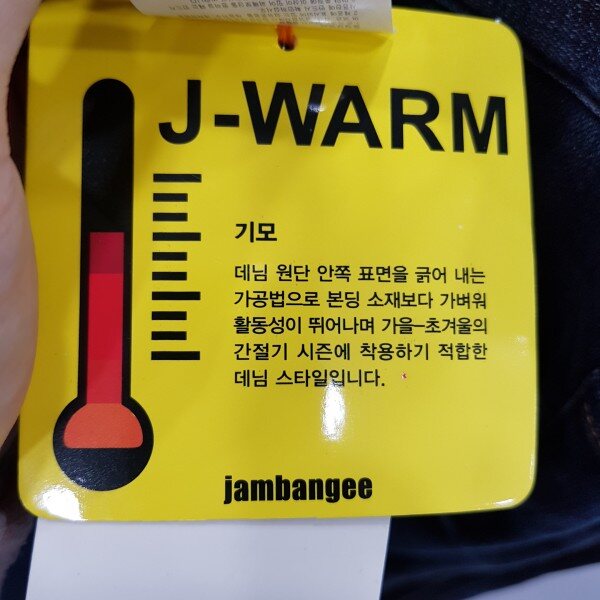 J-WARM
기모
데님 원단 안쪽 표면을 긁어 내는
가공법으로 본딩 소재보다 가벼워
활동성이 뛰어나며 가을-초겨울의
간절기 시즌에 착용하기 적합한
데님 스타일입니다.
jambangee